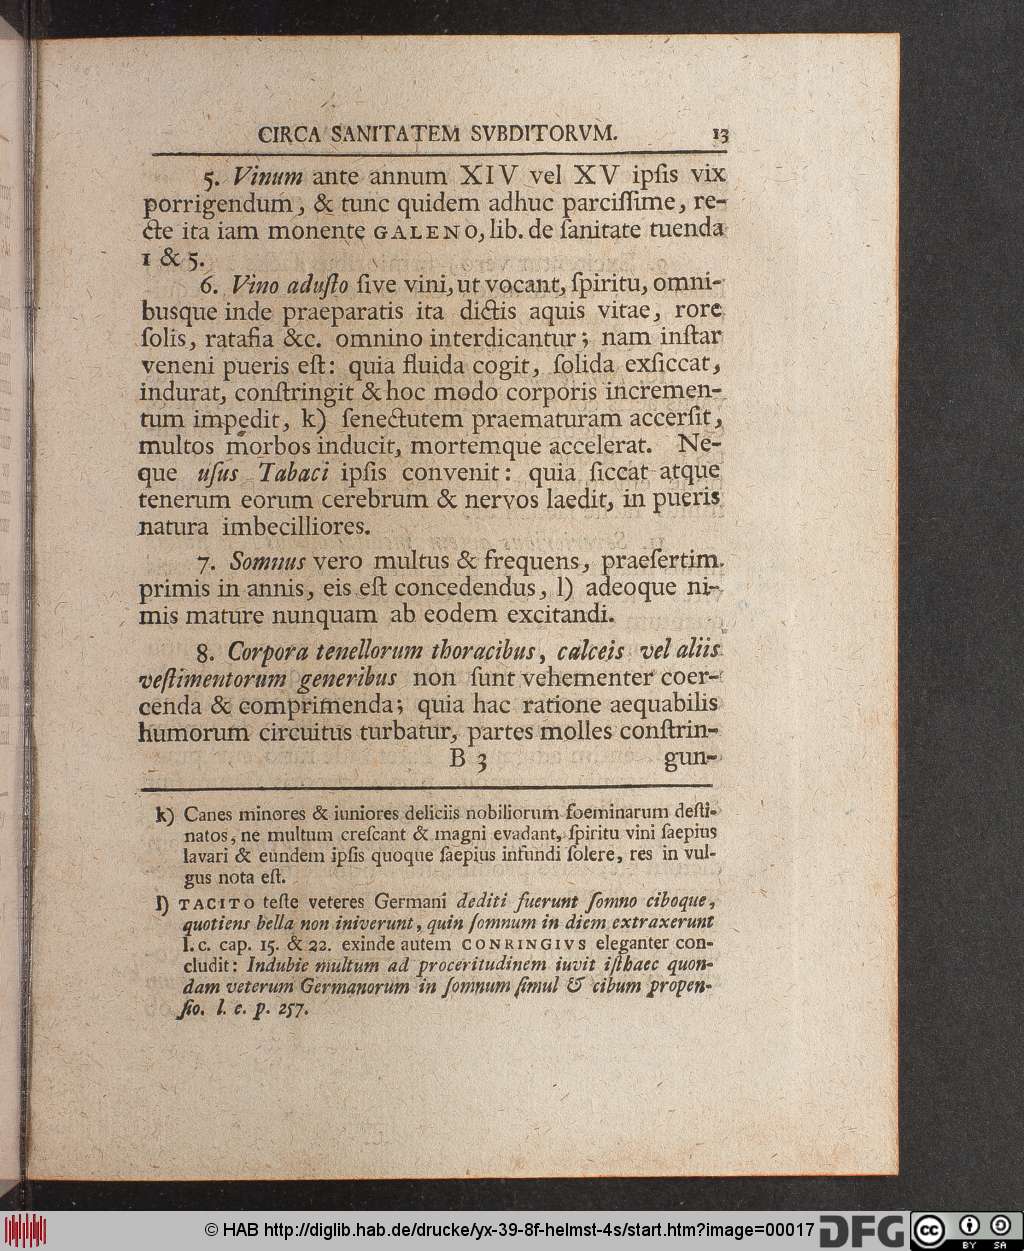 CIRCA SANITATEM SVBDITORVM. 13
5. Vinum ante annum XIV vel XV ipſis vix
porrigendum, & tunc quidem adhuc parciſſime, re-
cte ita iam monente GALENO, lib. de ſanitate tuenda
1 & 5.
6. Vino aduſto ſive vini, ut vocant, ſpiritu, omni-
busque inde praeparatis ita dictis aquis vitae, rore
ſolis, ratafia &c. omnino interdicantur; nam inſtar
veneni pueris eſt: quia fluida cogit, ſolida exſiccat,
indurat, conſtringit & hoc modo corporis incremen-
tum impedit, k) ſenectutem praematuram accerſit,
multos morbos inducit, mortemque accelerat. Ne-
que uſus Tabaci ipſis convenit: quia ſiccat atque
tenerum eorum cerebrum & nervos laedit, in pueris
natura imbecilliores.
7. Somnus vero multus & frequens, praeſertim
primis in annis, eis eſt concedendus, l) adeoque ni-
mis mature nunquam ab eodem excitandi.
8. Corpora tenellorum thoracibus, calceis vel aliis
veſtimentorum generibus non ſunt vehementer coer-
cenda & comprimenda; quia hac ratione aequabilis
humorum circuitus turbatur, partes molles conſtrin-
B 3 gun-
k) Canes minores & iuniores deliciis nobiliorum foeminarum deſti-
natos, ne multum creſcant & magni evadant, ſpiritu vini ſaepius
lavari & eundem ipſis quoque ſaepius infundi ſolere, res in vul-
gus nota eſt.
l) TACITO teſte veteres Germani dediti fuerunt ſomno ciboque,
quotiens bella non iniverunt, quin ſomnum in diem extraxerunt
l. c. cap. 15. & 22. exinde autem CONRINGIVS eleganter con-
cludit: Indubie multum ad proceritudinem iuvit iſthaec quon-
dam veterum Germanorum in ſomnum ſimul & cibum propen-
ſio. l. c. p. 257.
© HAB http://diglib.hab.de/drucke/yx-39-8f-helmst-4s/start.htm?image=00017 DFG cc BY SA